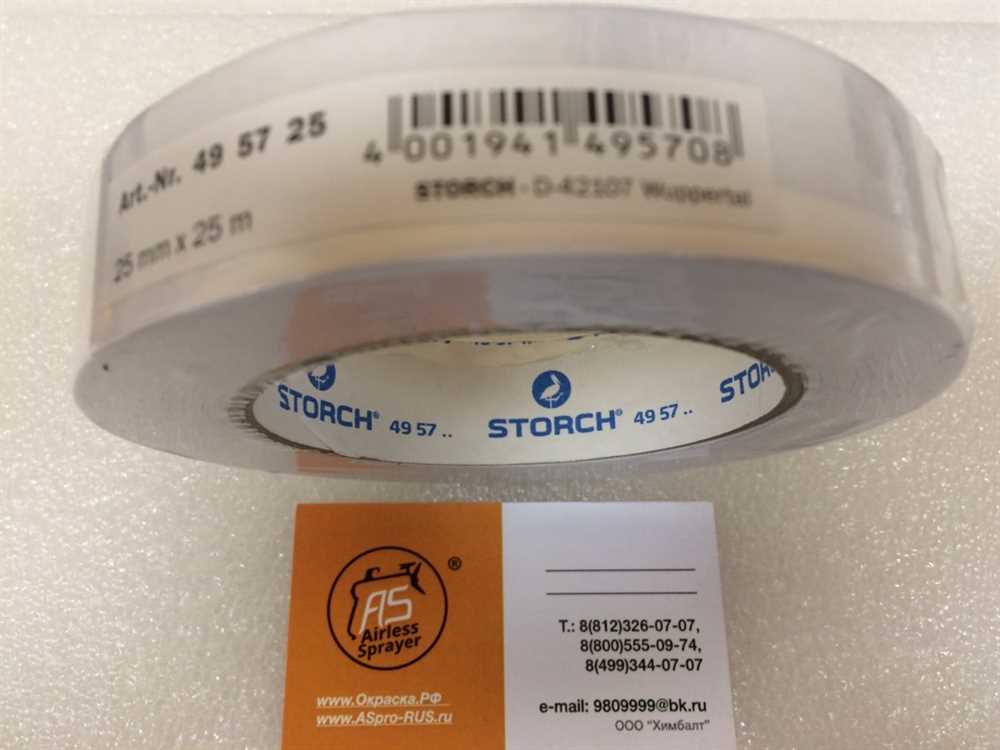 Art.-Nr. 49 57 25
25 mm x 25 m
4 001941 495708
STORCH - D-42107 Wuppertal
STORCH® 49 57 ..
STORCH® 49 57 ..
STOR
AS
Airless
Sprayer
®
www.Окраска.РФ
www.ASpro-RUS.ru
Т.: 8(812)326-07-07,
8(800)555-09-74,
8(499)344-07-07
e-mail: 9809999@bk.ru
ООО "Химбалт"